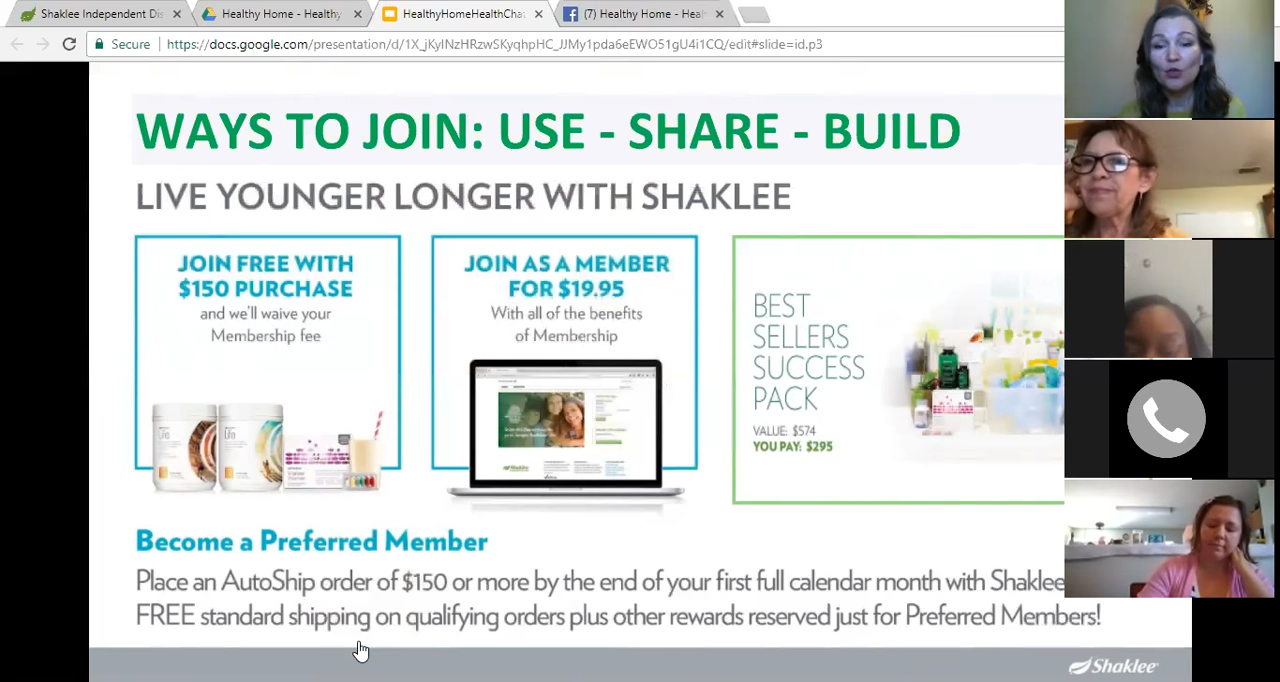 Shaklee Independent Dis
Healthy Home - Healthy
HealthyHomeHealthChat
(7) Healthy Home - Heal
Secure
https://docs.google.com/presentation/d/1X_jKyINzHRzwSKyqhpHC_JJMy1pda6eEWO51gU4i1CQ/edit#slide=id.p3
WAYS TO JOIN: USE - SHARE - BUILD
LIVE YOUNGER LONGER WITH SHAKLEE
JOIN FREE WITH
$150 PURCHASE
and we'll waive your
Membership fee
Life
Life
JOIN AS A MEMBER
FOR $19.95
With all of the benefits
of Membership
BEST
SELLERS
SUCCESS
PACK
VALUE: $574
YOU PAY: $295
Become a Preferred Member
Place an AutoShip order of $150 or more by the end of your first full calendar month with Shaklee
FREE standard shipping on qualifying orders plus other rewards reserved just for Preferred Members!
Shaklee